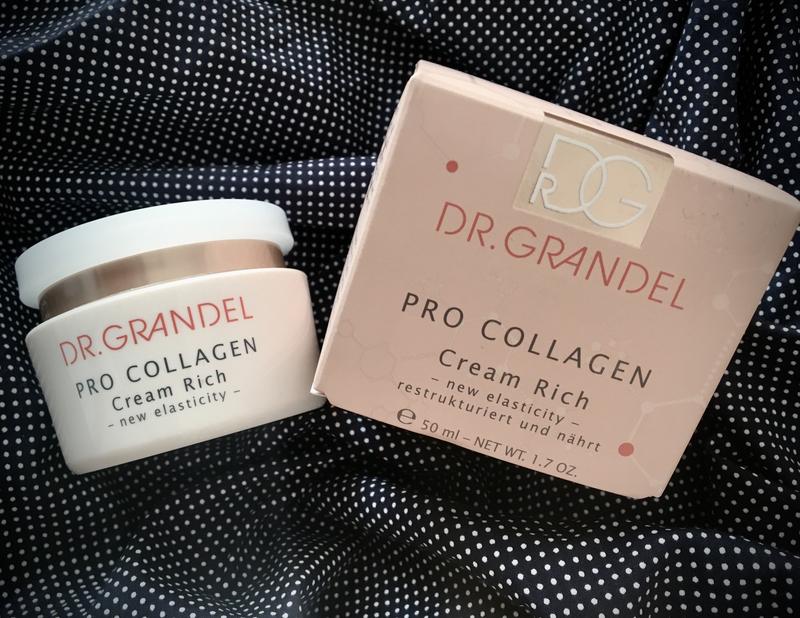 DR.GRANDEL
PRO COLLAGEN
Cream Rich
– new elasticity –
DRG
DR.GRANDEL
PRO COLLAGEN
Cream Rich
– new elasticity –
restrukturiert und nährt
℮ 50 ml – NET WT. 1.7 OZ.